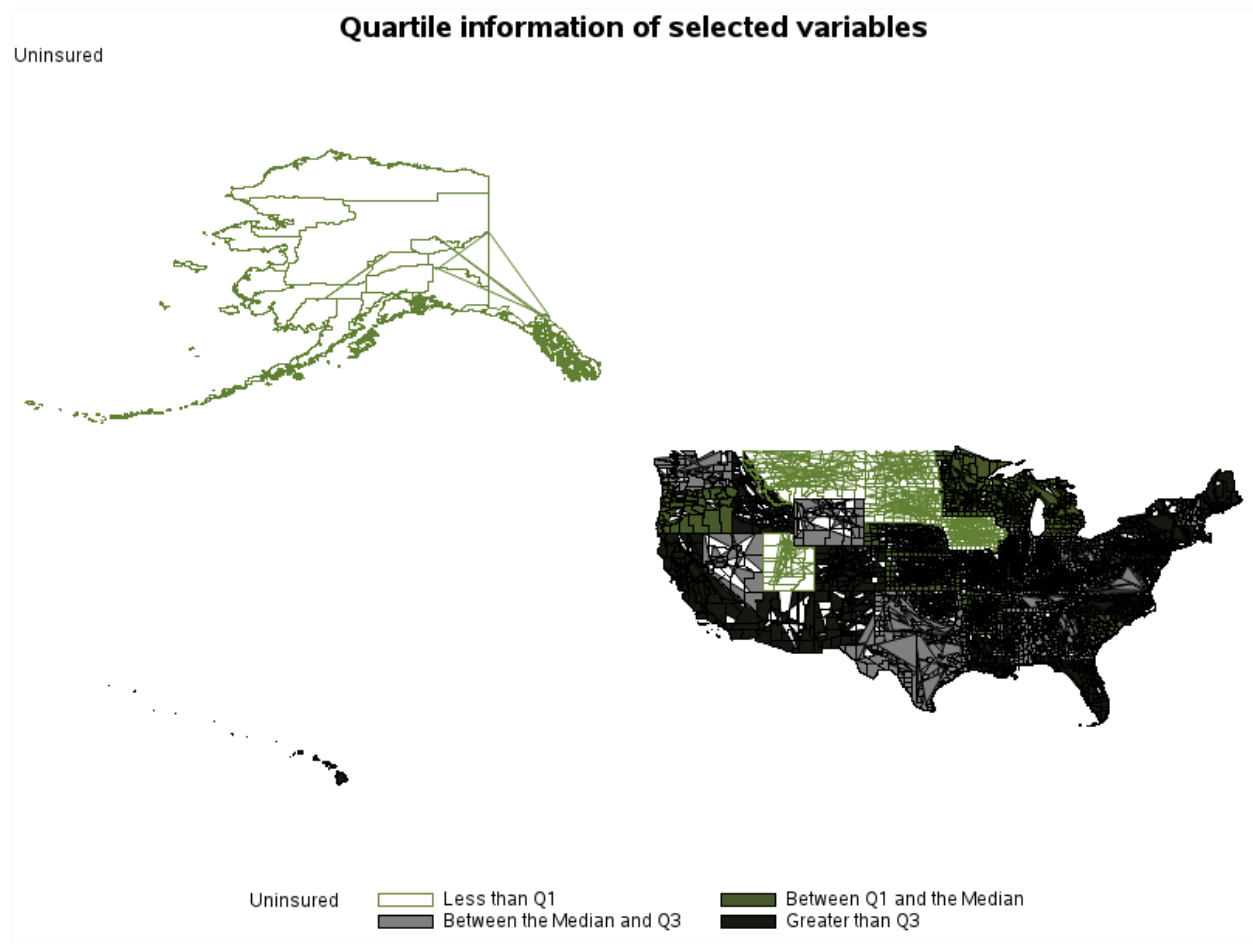 Quartile information of selected variables
Uninsured
Uninsured Less than Q1 Between Q1 and the Median
Between the Median and Q3 Greater than Q3